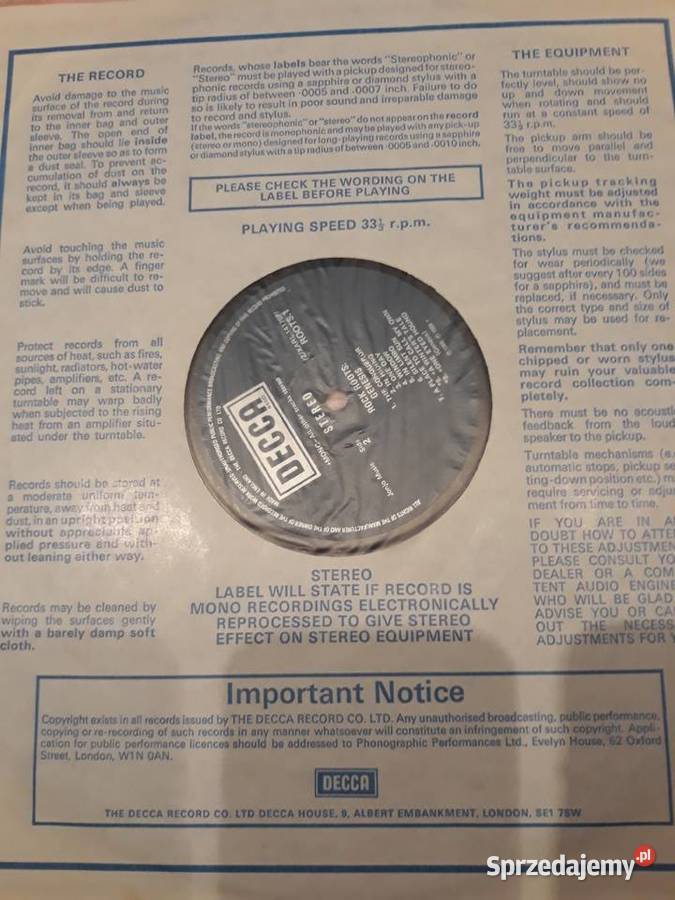 THE RECORD
Avoid damage to the music
surface of the record during
its removal from and return
to the inner bag and outer
sleeve. The open end of
inner bag should lie inside
the outer sleeve so as to form
a dust seal. To prevent ac-
cumulation of dust on the
record, it should always be
kept in its bag and sleeve
except when being played.
Avoid touching the music
surfaces by holding the re-
cord by its edge. A finger
mark will be difficult to re-
move and will cause dust to
stick.
Protect records from all
sources of heat, such as fires,
sunlight, radiators, hot-water
pipes, amplifiers, etc. A re-
cord left on a stationary
turntable may warp badly
when subjected to the rising
heat from an amplifier situ-
ated under the turntable.
Records should be stored at
a moderate uniform tem-
perature, away from heat and
dust, in an upright position
without appreciable ap-
plied pressure and with-
out leaning either way.
Records may be cleaned by
wiping the surfaces gently
with a barely damp soft
cloth.
Records, whose labels bear the words "Stereophonic" or
"Stereo" must be played with a pickup designed for stereo-
phonic records using a sapphire or diamond stylus with a
tip radius of between ·0005 and ·0007 inch. Failure to do
so is likely to result in poor sound and irreparable damage
to record and stylus.
If the words "stereophonic" or "stereo" do not appear on the record
label, the record is monophonic and may be played with any pick-up
(stereo or mono) designed for long-playing records using a sapphire
or diamond stylus with a tip radius of between ·0005 and ·0010 inch.
PLEASE CHECK THE WORDING ON THE
LABEL BEFORE PLAYING
PLAYING SPEED 33⅓ r.p.m.
DECCA
STEREO
ROCK ROOTS:
GENESIS
ROOTS 1
Side
2
Jonjo Music
STEREO
LABEL WILL STATE IF RECORD IS
MONO RECORDINGS ELECTRONICALLY
REPROCESSED TO GIVE STEREO
EFFECT ON STEREO EQUIPMENT
THE EQUIPMENT
The turntable should be per-
fectly level, should show no
up and down movement
when rotating and should
run at a constant speed of
33⅓ r.p.m.
The pickup arm should be
free to move parallel and
perpendicular to the turn-
table surface.
The pickup tracking
weight must be adjusted
in accordance with the
equipment manufac-
turer's recommenda-
tions.
The stylus must be checked
for wear periodically (we
suggest after every 100 sides
for a sapphire), and must be
replaced, if necessary. Only
the correct type and size of
stylus may be used for re-
placement.
Remember that only one
chipped or worn stylus
may ruin your valuable
record collection com-
pletely.
There must be no acoustic
feedback from the loud
speaker to the pickup.
Turntable mechanisms (e.
automatic stops, pickup se
ting-down position etc.) m
require servicing or adjus
ment from time to time.
IF YOU ARE IN A
DOUBT HOW TO ATTE
TO THESE ADJUSTMEN
PLEASE CONSULT YO
DEALER OR A COM
TENT AUDIO ENGINE
WHO WILL BE GLAD
ADVISE YOU OR CA
OUT THE NECESS
ADJUSTMENTS FOR Y
Important Notice
Copyright exists in all records issued by THE DECCA RECORD CO. LTD. Any unauthorised broadcasting, public performance,
copying or re-recording of such records in any manner whatsoever will constitute an infringement of such copyright. Appli-
cation for public performance licences should be addressed to Phonographic Performances Ltd., Evelyn House, 62 Oxford
Street, London, W1N 0AN.
DECCA
THE DECCA RECORD CO. LTD DECCA HOUSE, 9, ALBERT EMBANKMENT, LONDON, SE1 7SW
Sprzedajemy.pl